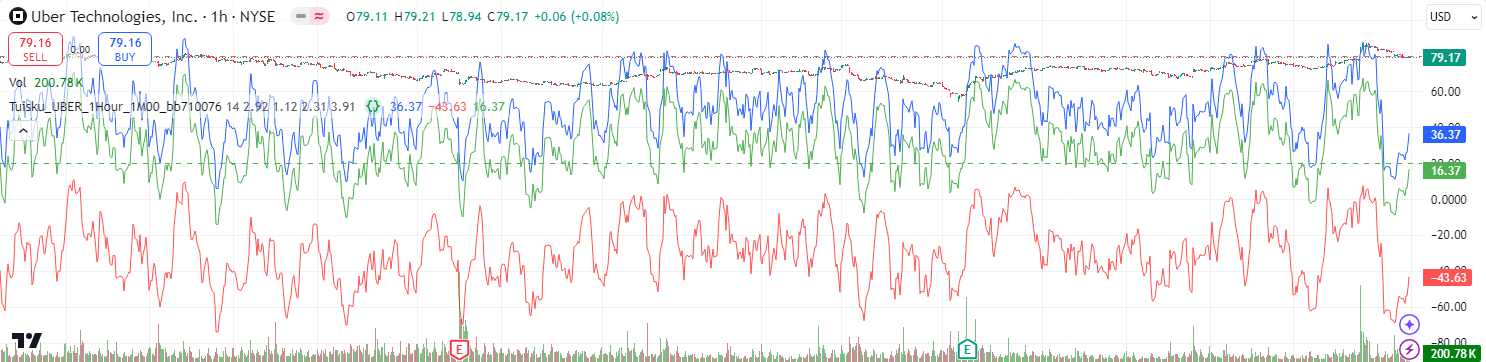 Uber Technologies, Inc. · 1h · NYSE O79.11 H79.21 L78.94 C79.17 +0.06 (+0.08%)
USD
79.16 SELL
0.00
79.16 BUY
79.17
Vol 200.78K
60.00
Tuisku_UBER_1Hour_1M00_bb710076 14 2.92 1.12 2.31 3.91 36.37 −43.63 16.37
36.37
16.37
0.0000
−20.00
−43.63
−60.00
E
E
−80.00
200.78K